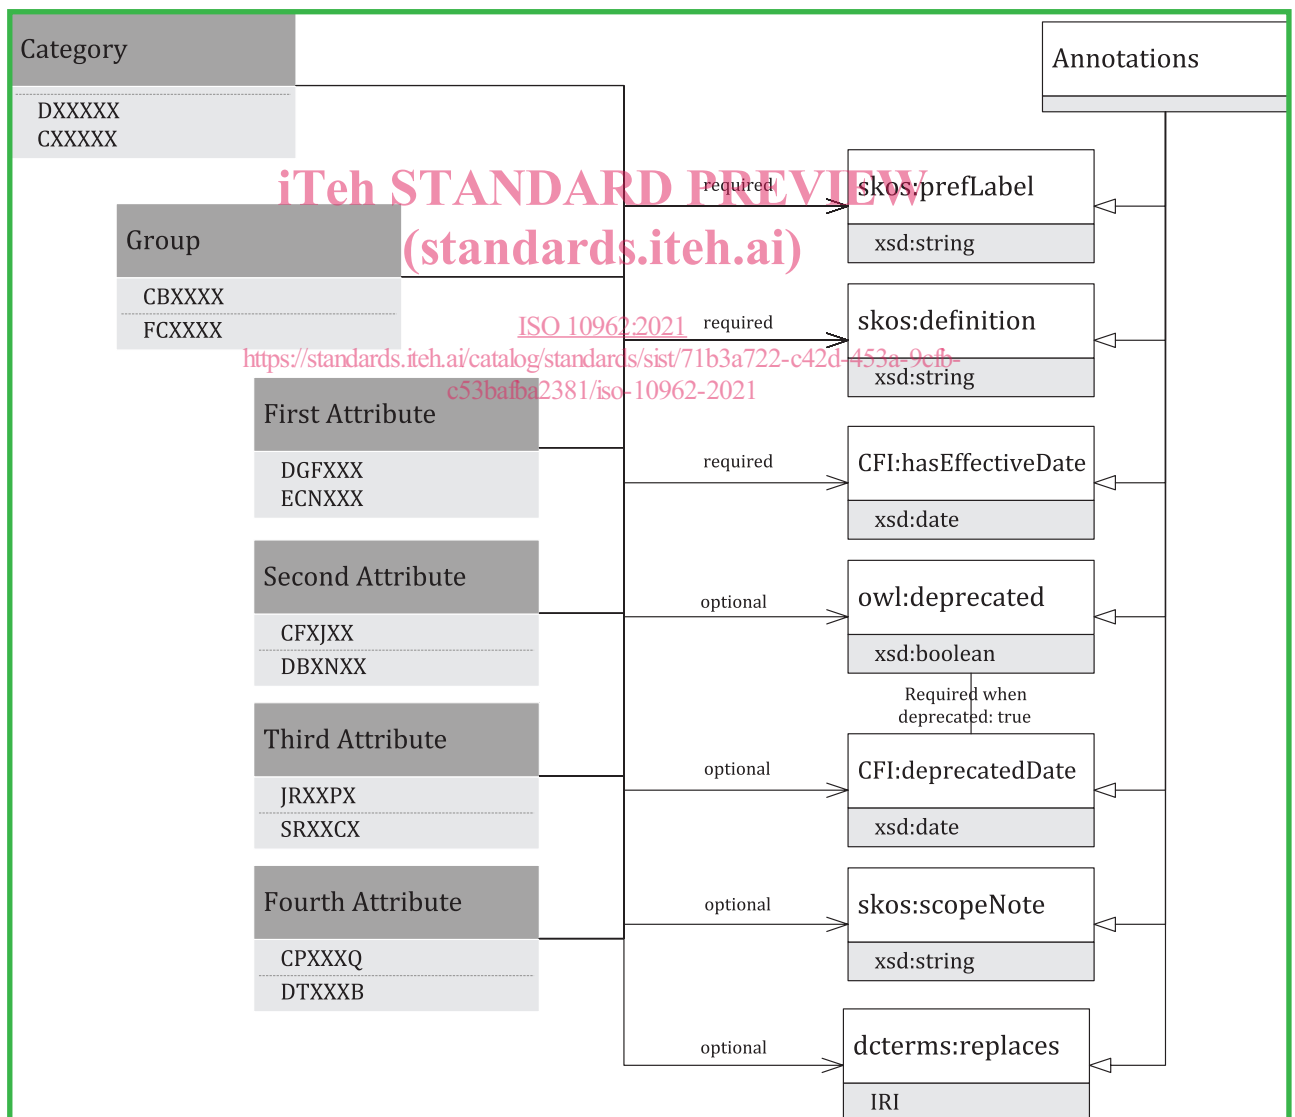 Category
DXXXXX
CXXXXX
Annotations
iTeh STANDARD PREVIEW
(standards.iteh.ai)
ISO 10962:2021
https://standards.iteh.ai/catalog/standards/sist/71b3a722-c42d-453a-9cfb-
c53bafba2381/iso-10962-2021
Group
CBXXXX
FCXXXX
First Attribute
DGFXXX
ECNXXX
Second Attribute
CFXJXX
DBXNXX
Third Attribute
JRXXPX
SRXXCX
Fourth Attribute
CPXXXQ
DTXXXB
required
skos:prefLabel
xsd:string
required
skos:definition
xsd:string
required
CFI:hasEffectiveDate
xsd:date
optional
owl:deprecated
xsd:boolean
Required when
deprecated: true
optional
CFI:deprecatedDate
xsd:date
optional
skos:scopeNote
xsd:string
optional
dcterms:replaces
IRI